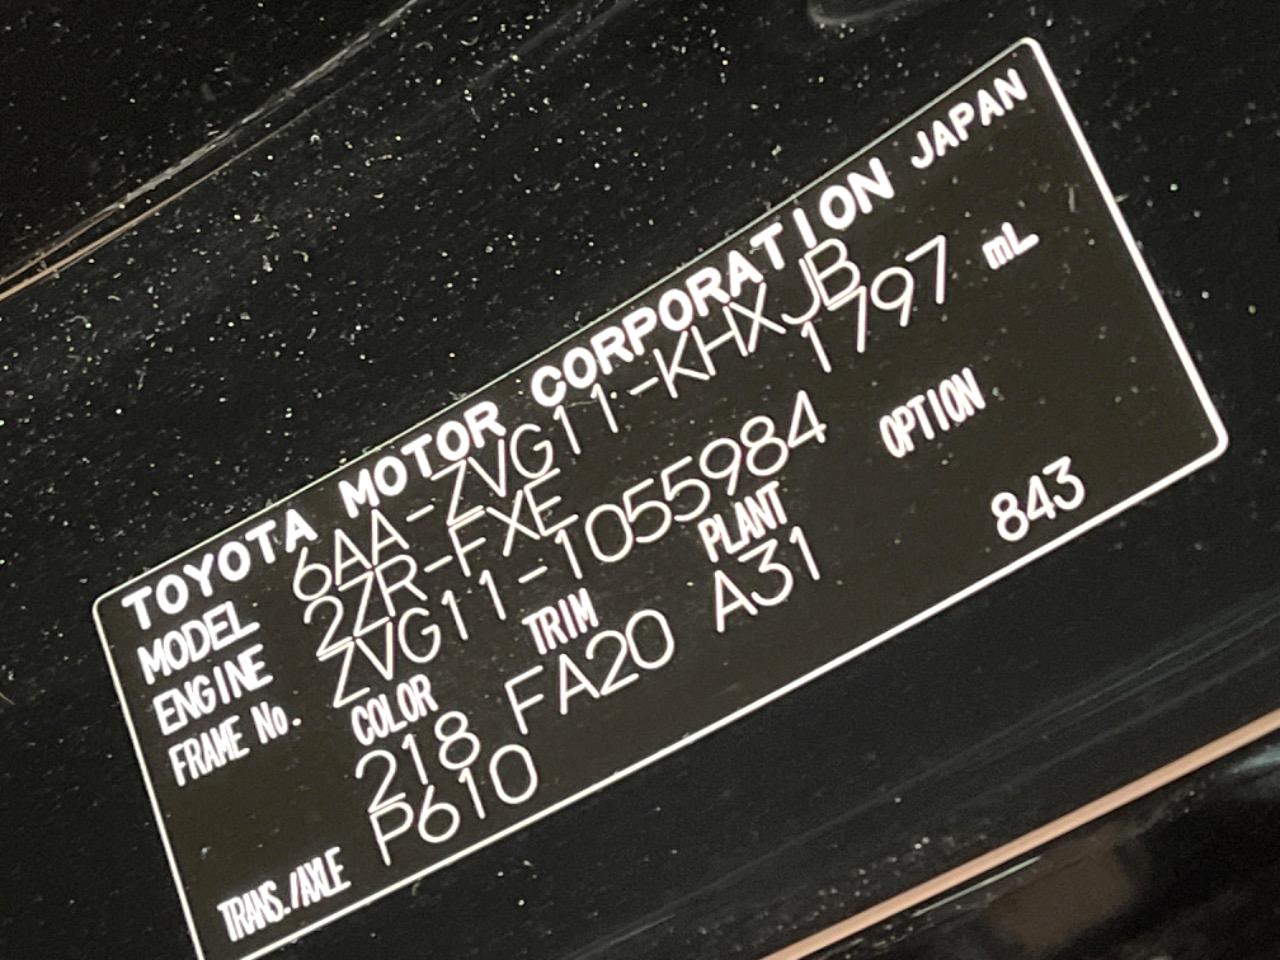 TOYOTA MOTOR CORPORATION JAPAN
MODEL 6AA-ZVG11-KHXJB
ENGINE 2ZR-FXE 1797 mL
FRAME No. ZVG11-1055984
COLOR TRIM PLANT OPTION
218 FA20 A31 843
TRANS./AXLE P610